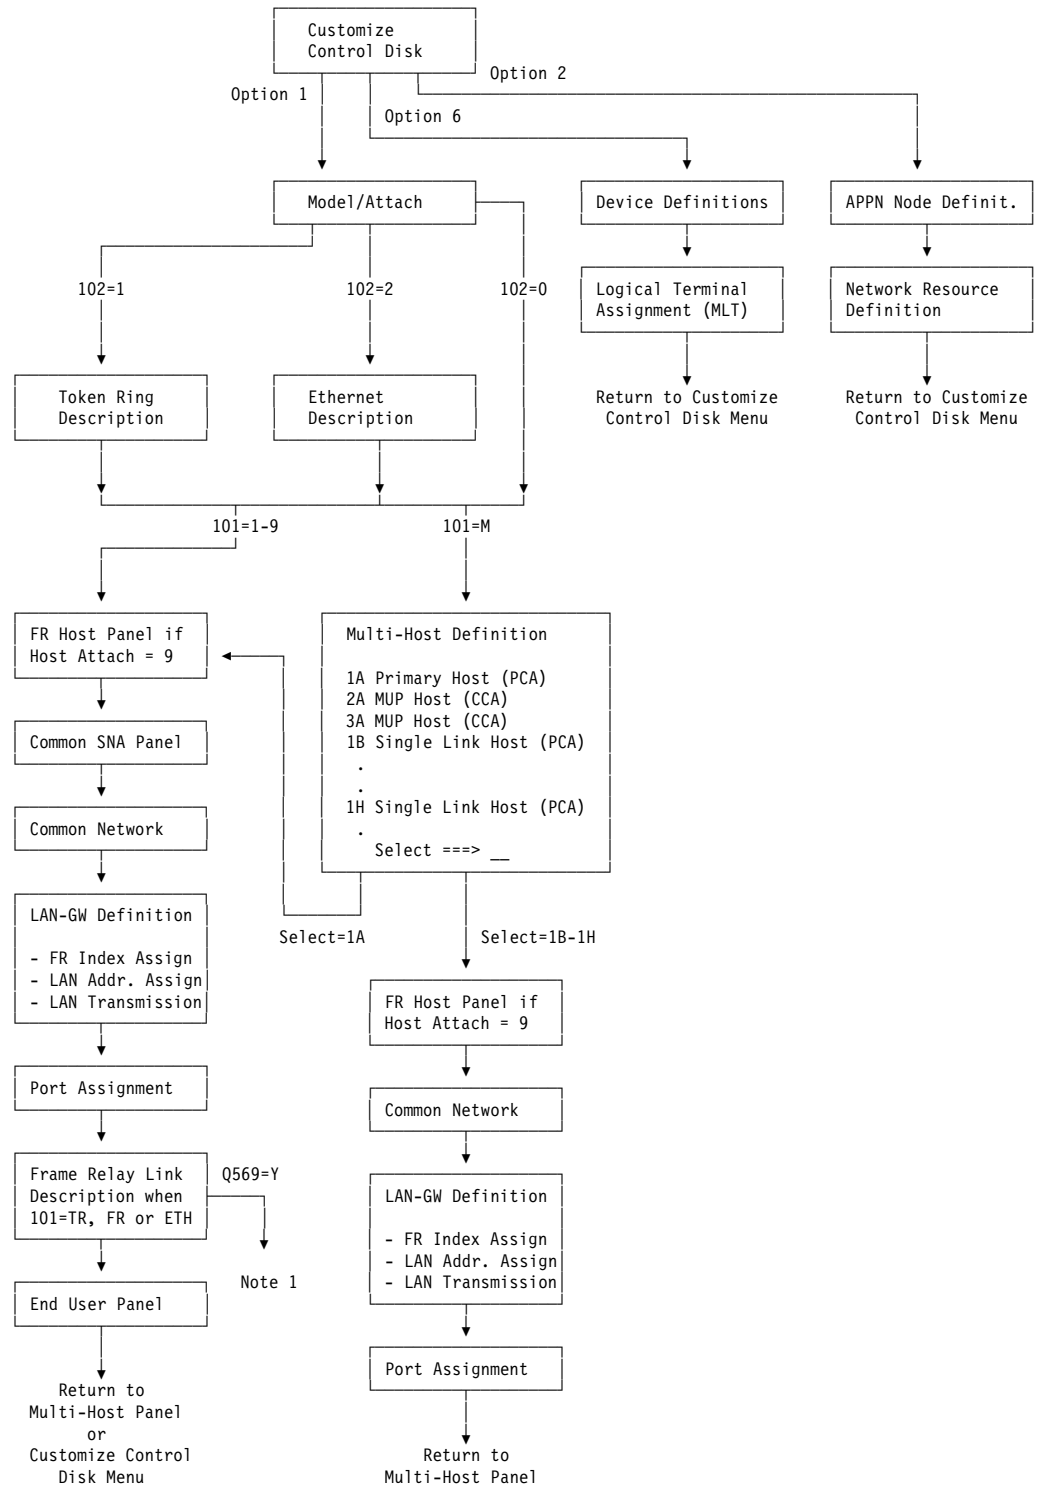 Customize
Control Disk
Option 2
Option 1
Option 6
Model/Attach
Device Definitions
APPN Node Definit.
102=1
102=2
102=0
Logical Terminal
Assignment (MLT)
Network Resource
Definition
Token Ring
Description
Ethernet
Description
Return to Customize
Control Disk Menu
Return to Customize
Control Disk Menu
101=1-9
101=M
FR Host Panel if
Host Attach = 9
Multi-Host Definition
1A Primary Host (PCA)
2A MUP Host (CCA)
3A MUP Host (CCA)
1B Single Link Host (PCA)
.
.
1H Single Link Host (PCA)
.
Select ===> __
Common SNA Panel
Common Network
LAN-GW Definition
- FR Index Assign
- LAN Addr. Assign
- LAN Transmission
Select=1A
Select=1B-1H
FR Host Panel if
Host Attach = 9
Port Assignment
Common Network
Frame Relay Link
Description when
101=TR, FR or ETH
Q569=Y
Note 1
LAN-GW Definition
- FR Index Assign
- LAN Addr. Assign
- LAN Transmission
End User Panel
Port Assignment
Return to
Multi-Host Panel
or
Customize Control
Disk Menu
Return to
Multi-Host Panel